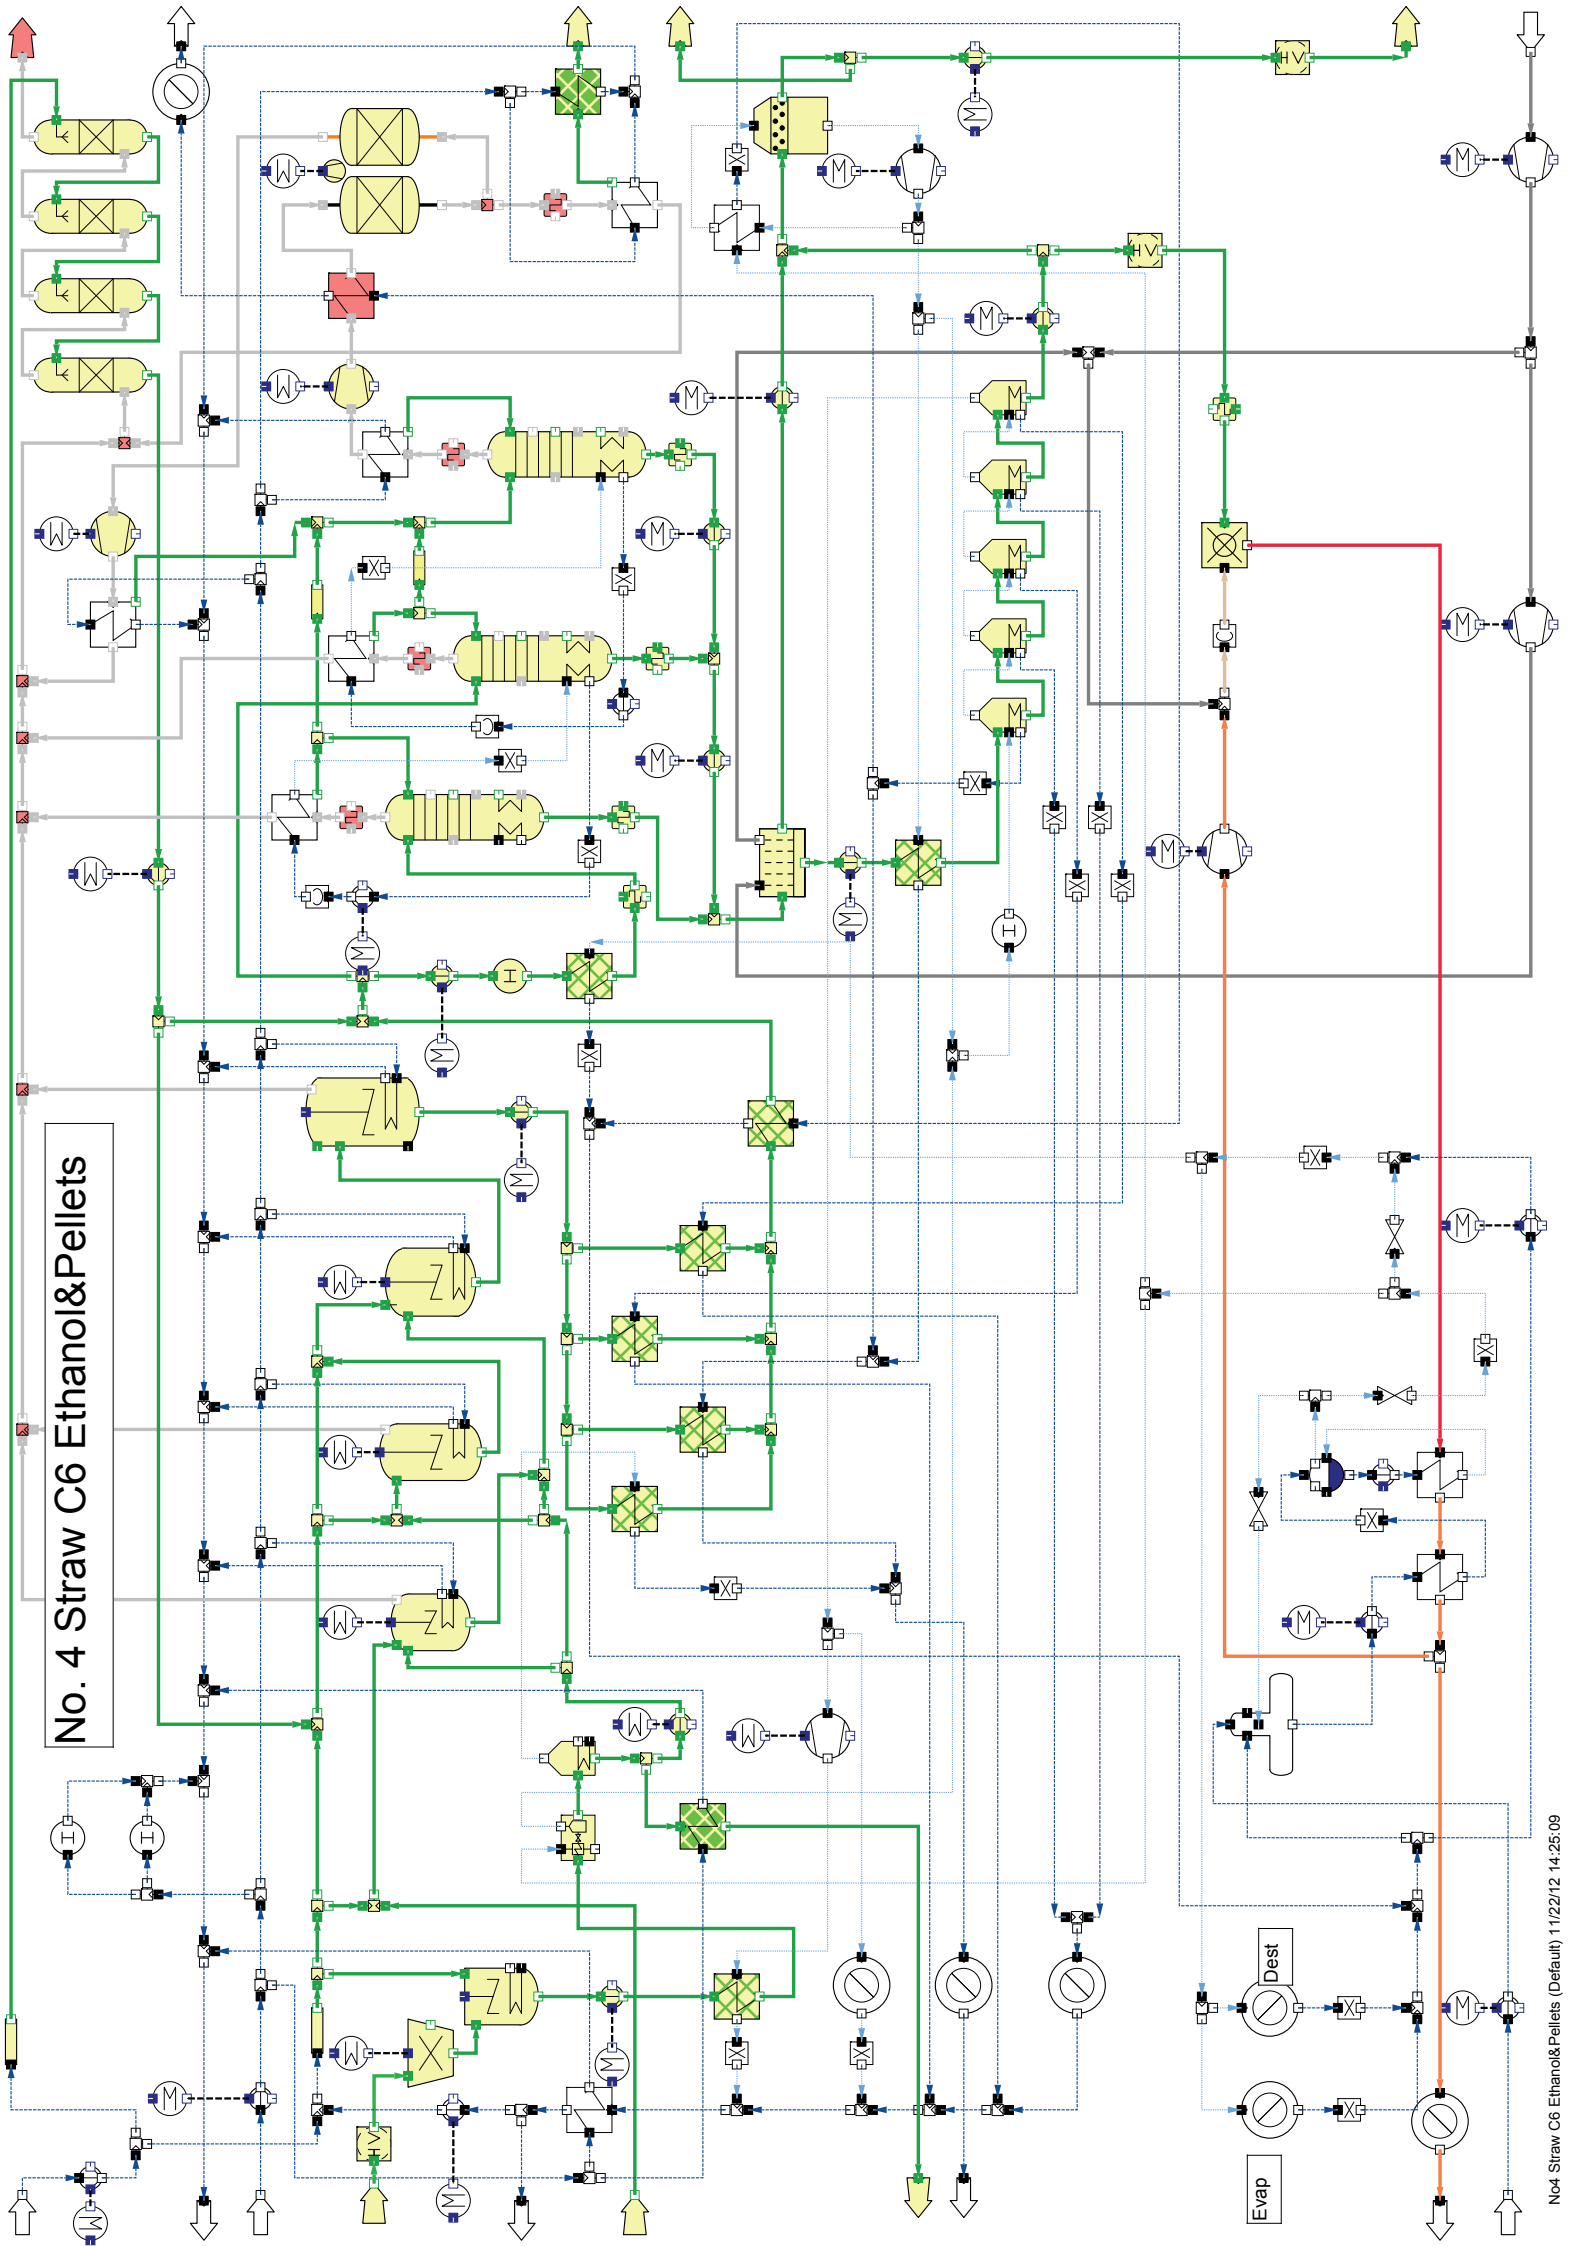 No. 4 Straw C6 Ethanol&Pellets
Dest
Evap
No4 Straw C6 Ethanol&Pellets (Default) 11/22/12 14:25:09